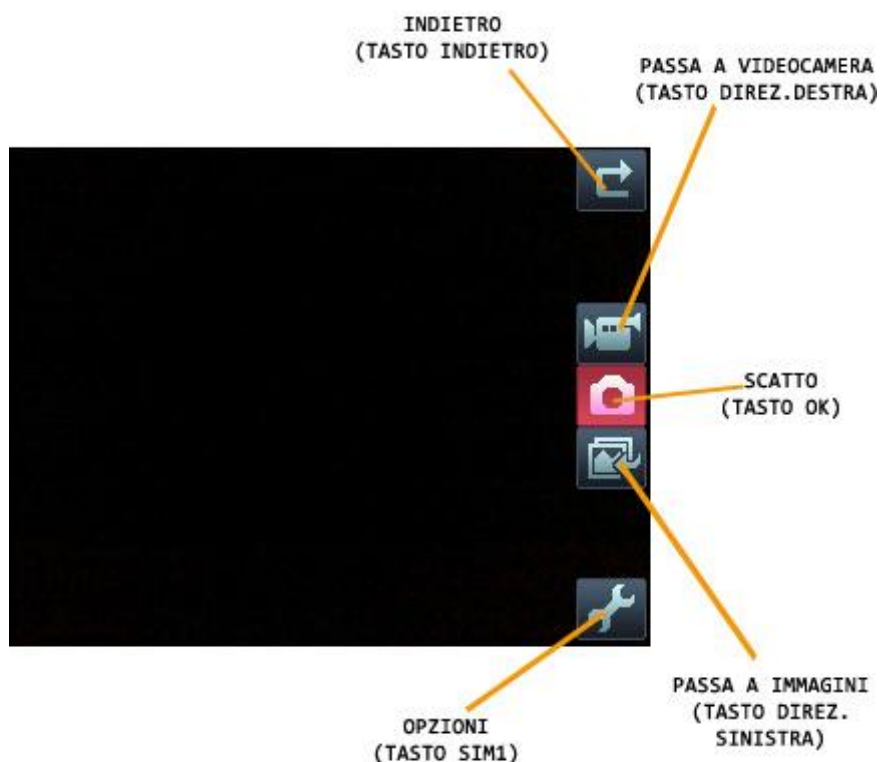 INDIETRO
(TASTO INDIETRO)
PASSA A VIDEOCAMERA
(TASTO DIREZ.DESTRA)
SCATTO
(TASTO OK)
PASSA A IMMAGINI
(TASTO DIREZ.
SINISTRA)
OPZIONI
(TASTO SIM1)